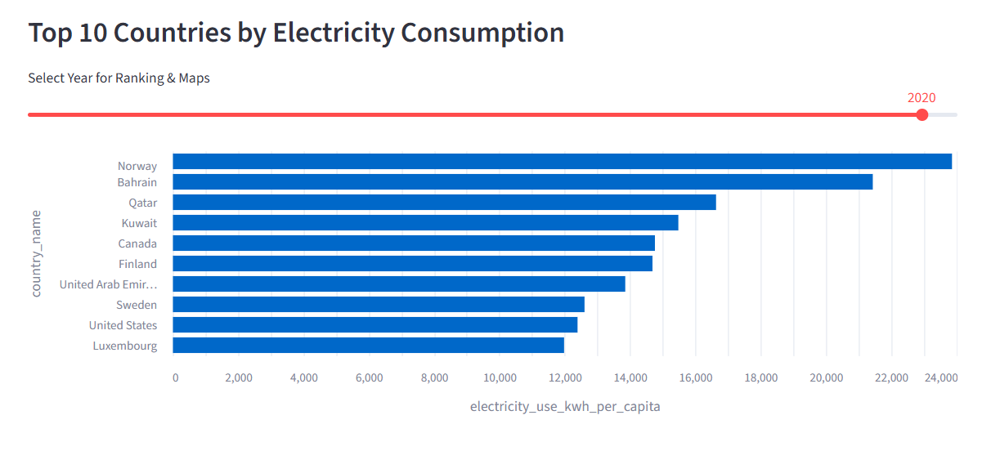 Top 10 Countries by Electricity Consumption
Select Year for Ranking & Maps
2020
country_name
Norway
Bahrain
Qatar
Kuwait
Canada
Finland
United Arab Emir…
Sweden
United States
Luxembourg
0 2,000 4,000 6,000 8,000 10,000 12,000 14,000 16,000 18,000 20,000 22,000 24,000
electricity_use_kwh_per_capita